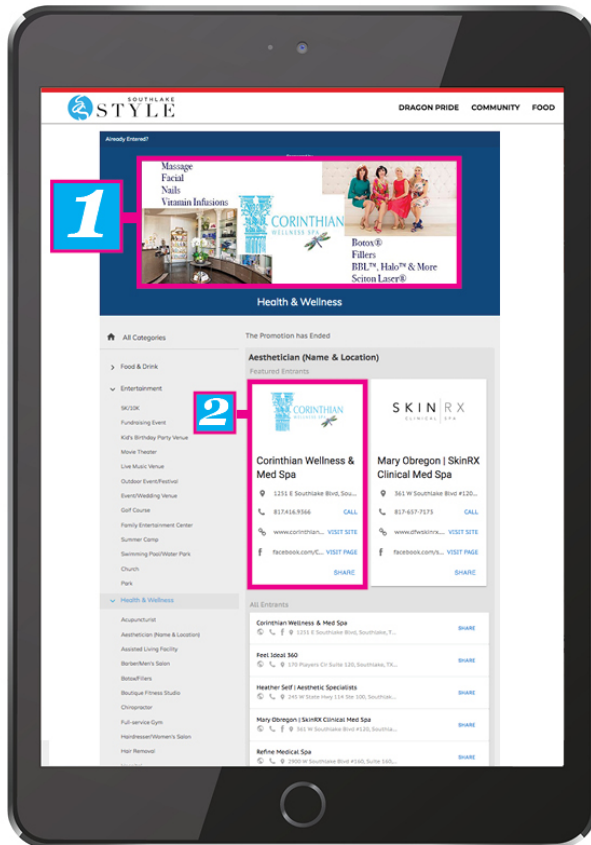 SOUTHLAKE
STYLE
DRAGON PRIDE COMMUNITY FOOD
Already Entered?
1
Massage
Facial
Nails
Vitamin Infusions
CORINTHIAN
WELLNESS SPA
Botox®
Fillers
BBL™, Halo™ & More
Sciton Laser®
Health & Wellness
All Categories
Food & Drink
Entertainment
5K/10K
Fundraising Event
Kid's Birthday Party Venue
Movie Theater
Live Music Venue
Outdoor Event/Festival
Event/Wedding Venue
Golf Course
Family Entertainment Center
Summer Camp
Swimming Pool/Water Park
Church
Park
Health & Wellness
Acupuncturist
Aesthetician (Name & Location)
Assisted Living Facility
Barber/Men's Salon
Botox/Fillers
Boutique Fitness Studio
Chiropractor
Full-service Gym
Hairdresser/Women's Salon
Hair Removal
The Promotion has Ended
Aesthetician (Name & Location)
Featured Entrants
2
CORINTHIAN
WELLNESS SPA
Corinthian Wellness &
Med Spa
1251 E Southlake Blvd, Sou...
817.416.9366 CALL
www.corinthian... VISIT SITE
facebook.com/C... VISIT PAGE
SHARE
SKIN RX
CLINICAL SPA
Mary Obregon | SkinRX
Clinical Med Spa
361 W Southlake Blvd #120...
817-657-7173 CALL
www.dfwskinrx,... VISIT SITE
facebook.com/s... VISIT PAGE
SHARE
All Entrants
Corinthian Wellness & Med Spa
1251 E Southlake Blvd, Southlake, T...
SHARE
Feel Ideal 360
170 Players Cir Suite 130, Southlake, TX...
SHARE
Heather Self | Aesthetic Specialists
245 W State Hwy 114 Ste 100, Southlak...
SHARE
Mary Obregon | SkinRX Clinical Med Spa
361 W Southlake Blvd #120, Southla...
SHARE
Refine Medical Spa
2900 W Southlake Blvd #160, Suite 160,...
SHARE